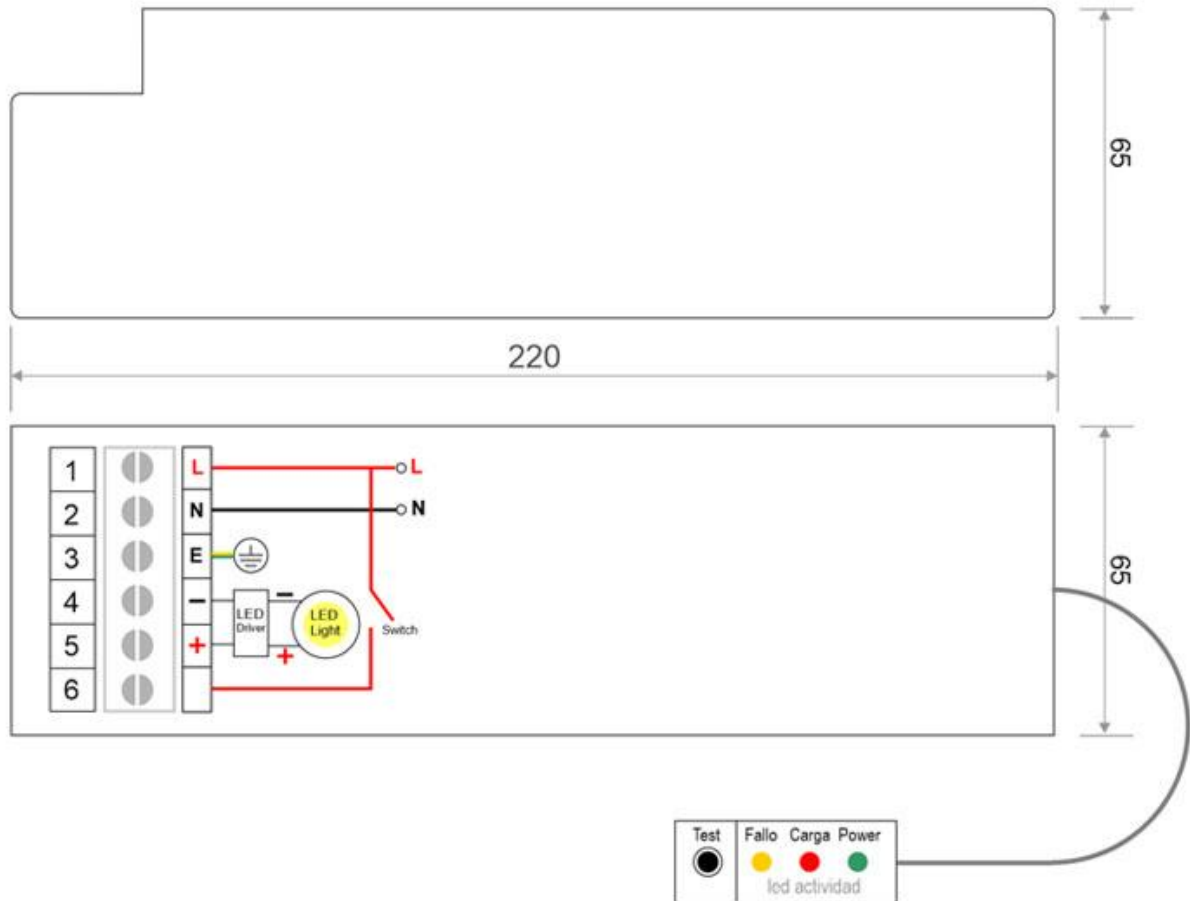 65
220
1 L L
2 N N
3 E
4 − LED Driver − LED Light
5 + + Switch
6
65
Test Fallo Carga Power
led actividad